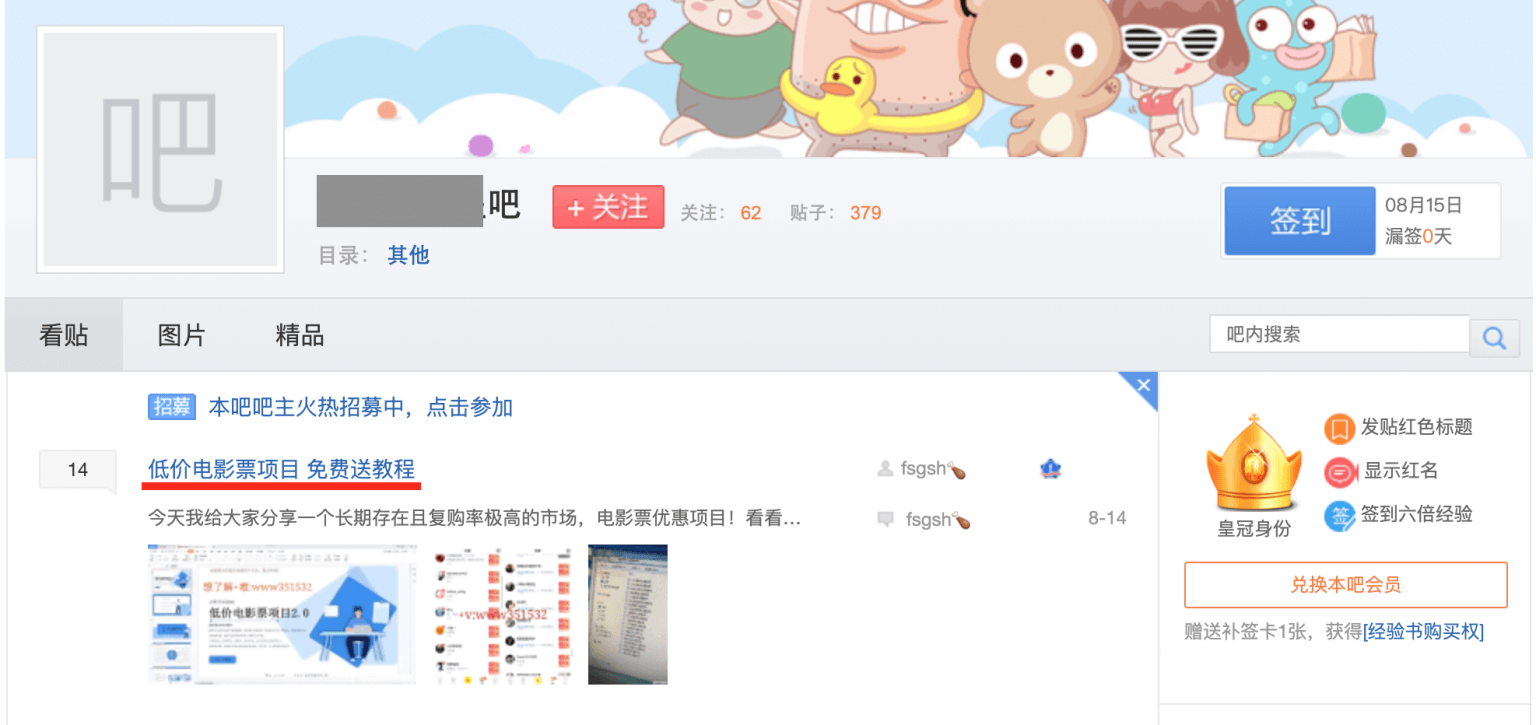 吧
吧
+ 关注
关注： 62
贴子： 379
目录： 其他
签到
08月15日
漏签0天
看贴
图片
精品
吧内搜索
招募 本吧吧主火热招募中，点击参加
14
低价电影票项目 免费送教程
fsgsh
今天我给大家分享一个长期存在且复购率极高的市场，电影票优惠项目！看看...
fsgsh
8-14
想了解+唯:www351532
低价电影票项目2.0
+v:www351532
皇冠身份
发贴红色标题
显示红名
签 签到六倍经验
兑换本吧会员
赠送补签卡1张，获得[经验书购买权]